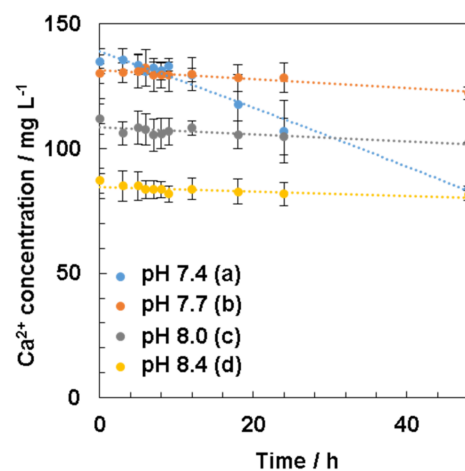 150
100
50
0
Ca²⁺ concentration / mg L⁻¹
pH 7.4 (a)
pH 7.7 (b)
pH 8.0 (c)
pH 8.4 (d)
0
20
40
Time / h